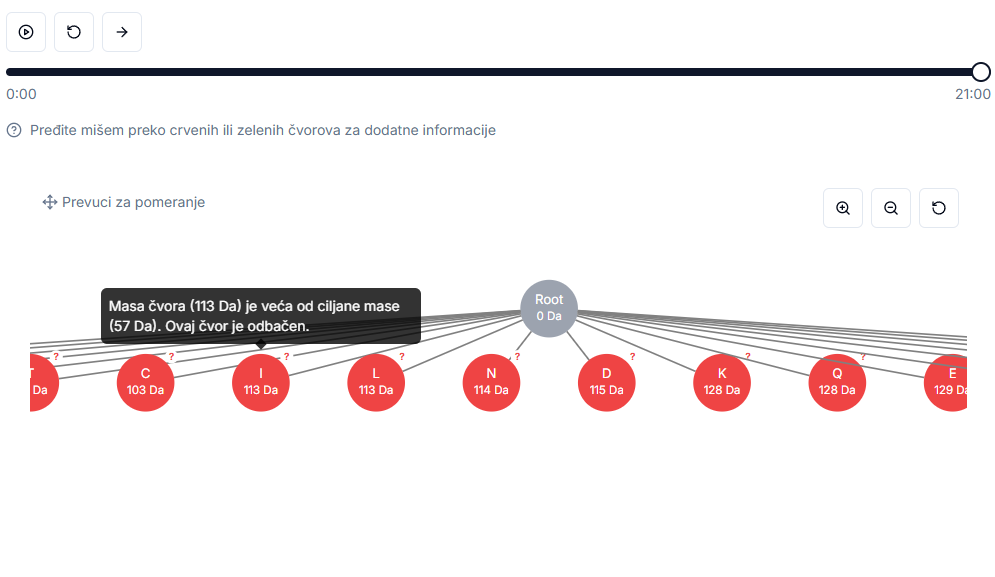 0:00
21:00
Pređite mišem preko crvenih ili zelenih čvorova za dodatne informacije
Prevuci za pomeranje
Masa čvora (113 Da) je veća od ciljane mase
(57 Da). Ovaj čvor je odbačen.
Root
0 Da
?
?
?
?
?
?
?
?
T
Da
C
103 Da
I
113 Da
L
113 Da
N
114 Da
D
115 Da
K
128 Da
Q
128 Da
E
129 Da